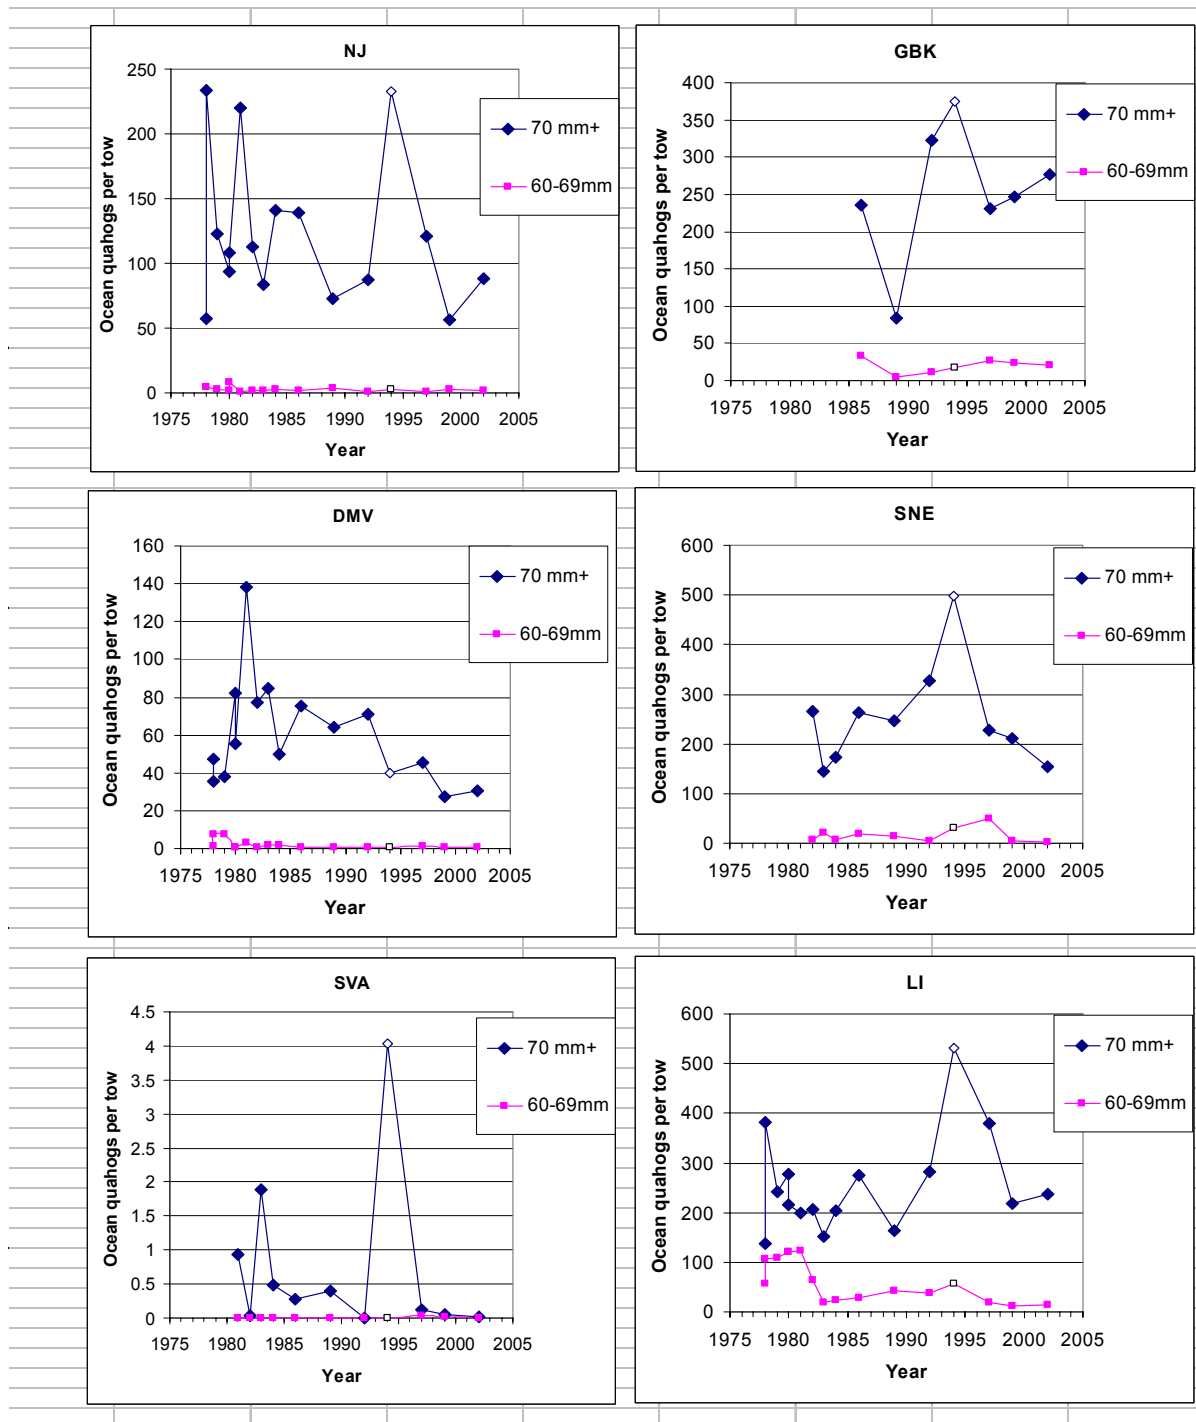 NJ
250
200
150
100
50
0
1975 1980 1985 1990 1995 2000 2005
Ocean quahogs per tow
Year
70 mm+
60-69mm
GBK
400
350
300
250
200
150
100
50
0
1975 1980 1985 1990 1995 2000 2005
Ocean quahogs per tow
Year
70 mm+
60-69mm
DMV
160
140
120
100
80
60
40
20
0
1975 1980 1985 1990 1995 2000 2005
Ocean quahogs per tow
Year
70 mm+
60-69mm
SNE
600
500
400
300
200
100
0
1975 1980 1985 1990 1995 2000 2005
Ocean quahogs per tow
Year
70 mm+
60-69mm
SVA
4.5
4
3.5
3
2.5
2
1.5
1
0.5
0
1975 1980 1985 1990 1995 2000 2005
Ocean quahogs per tow
Year
70 mm+
60-69mm
LI
600
500
400
300
200
100
0
1975 1980 1985 1990 1995 2000 2005
Ocean quahogs per tow
Year
70 mm+
60-69mm